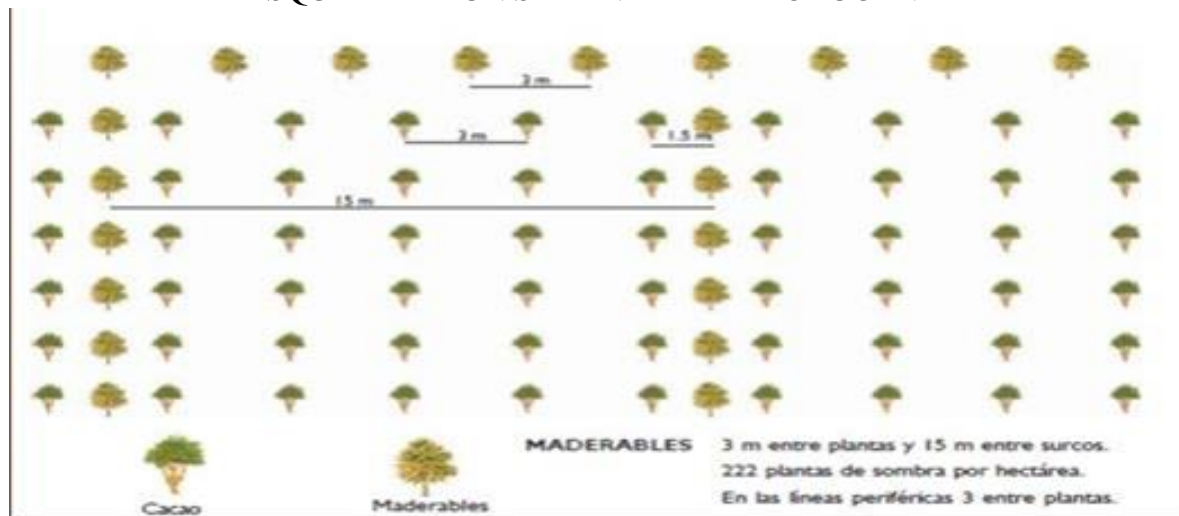 3 m
3 m
1.5 m
15 m
MADERABLES 3 m entre plantas y 15 m entre surcos.
222 plantas de sombra por hectárea.
En las líneas periféricas 3 entre plantas.
Cacao
Maderables